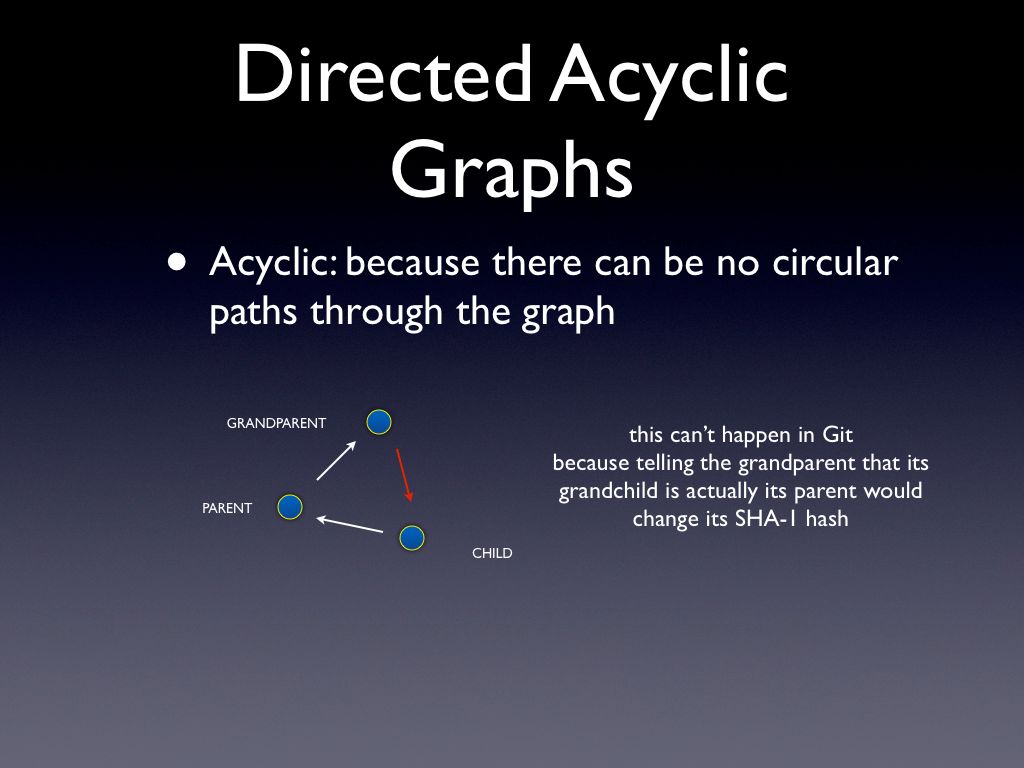 Directed Acyclic
Graphs
• Acyclic: because there can be no circular
paths through the graph
GRANDPARENT
this can’t happen in Git
because telling the grandparent that its
grandchild is actually its parent would
change its SHA-1 hash
PARENT
CHILD